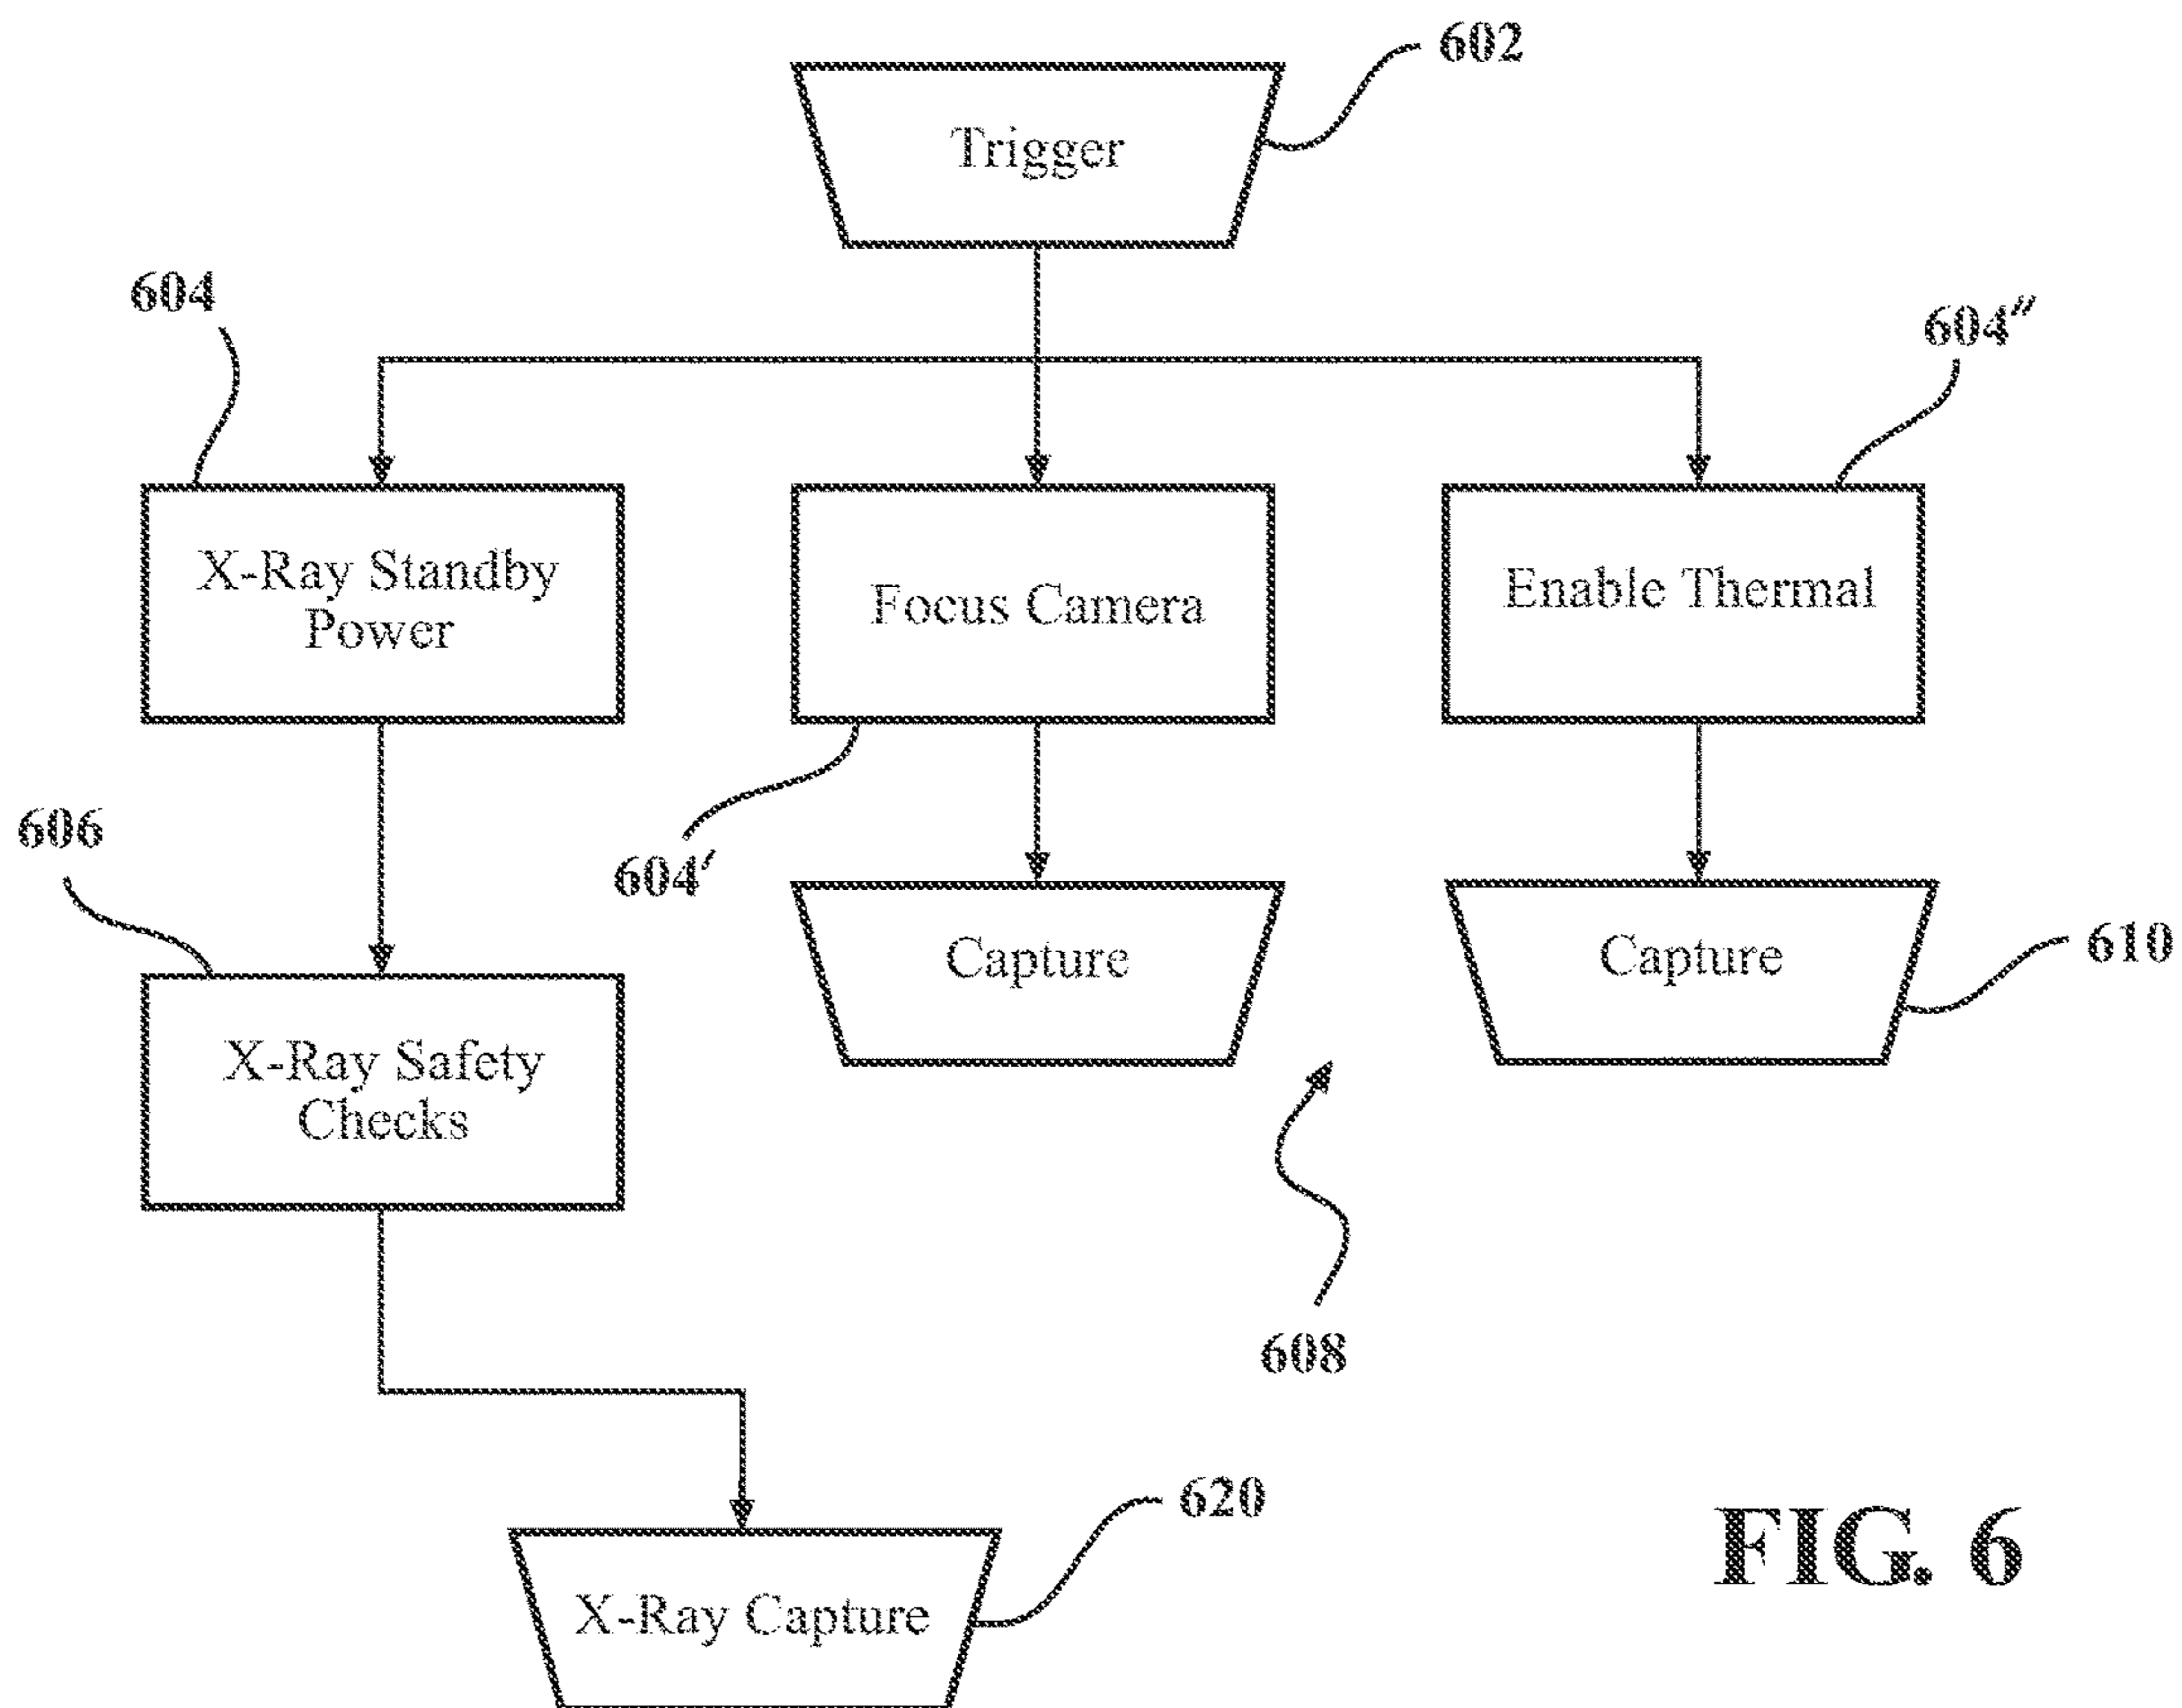 602
Trigger
604
604″
X-Ray Standby
Power
Focus Camera
Enable Thermal
606
604′
Capture
Capture
610
X-Ray Safety
Checks
608
620
X-Ray Capture
FIG. 6